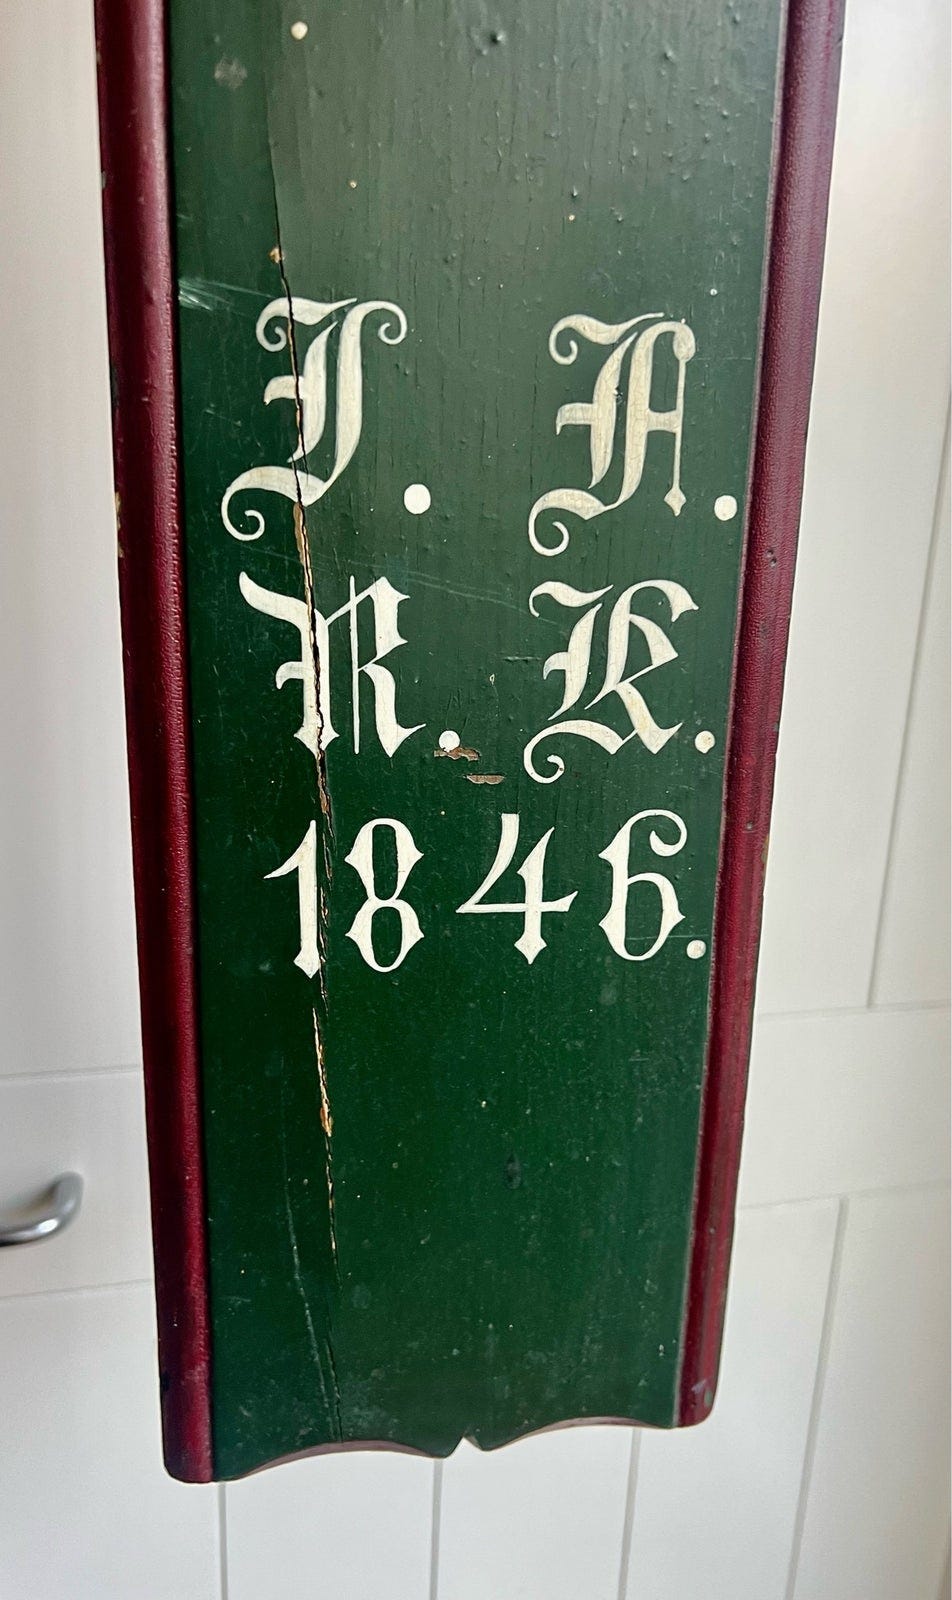 J. A.
R. K.
1846.